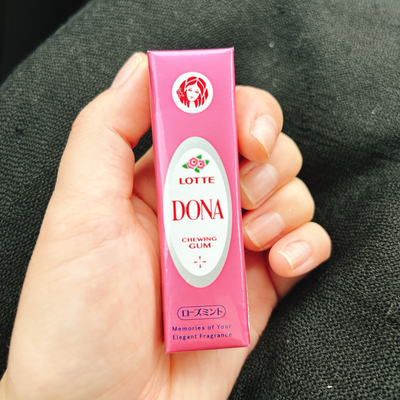 LOTTE
DONA
CHEWING
GUM
ローズミント
Memories of Your
Elegant Fragrance